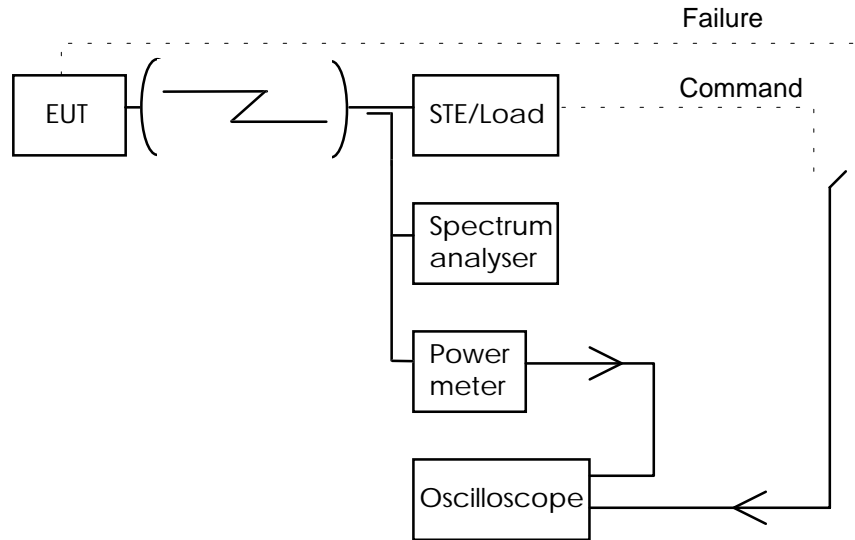 Failure
Command
EUT
STE/Load
Spectrum
analyser
Power
meter
Oscilloscope